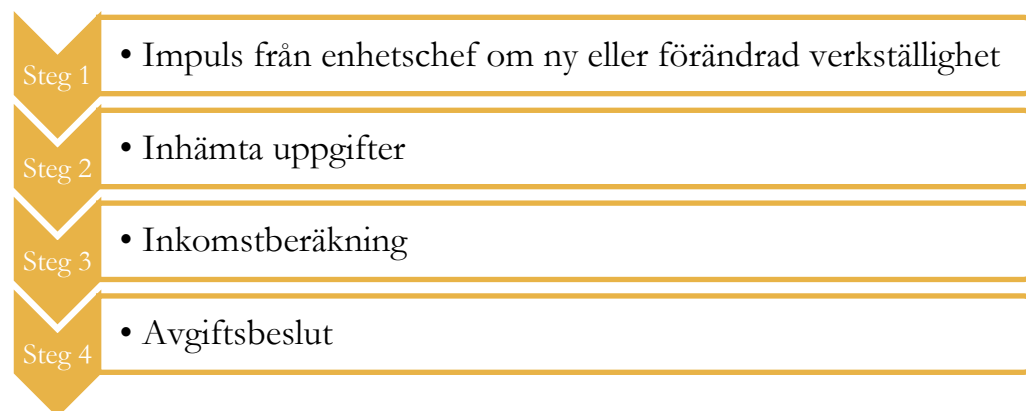 Steg 1
• Impuls från enhetschef om ny eller förändrad verkställighet
Steg 2
• Inhämta uppgifter
Steg 3
• Inkomstberäkning
Steg 4
• Avgiftsbeslut